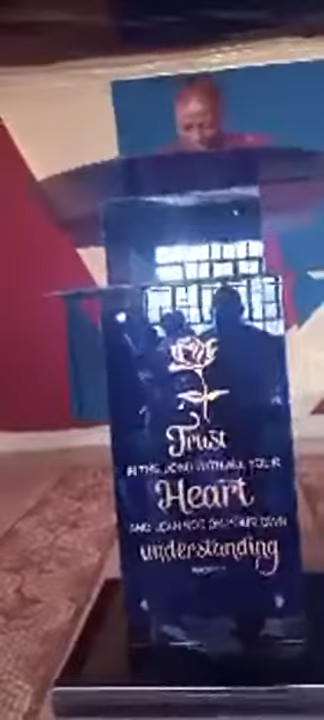 Trust
IN THE LORD WITH ALL YOUR
Heart
AND LEAN NOT ON YOUR OWN
understanding